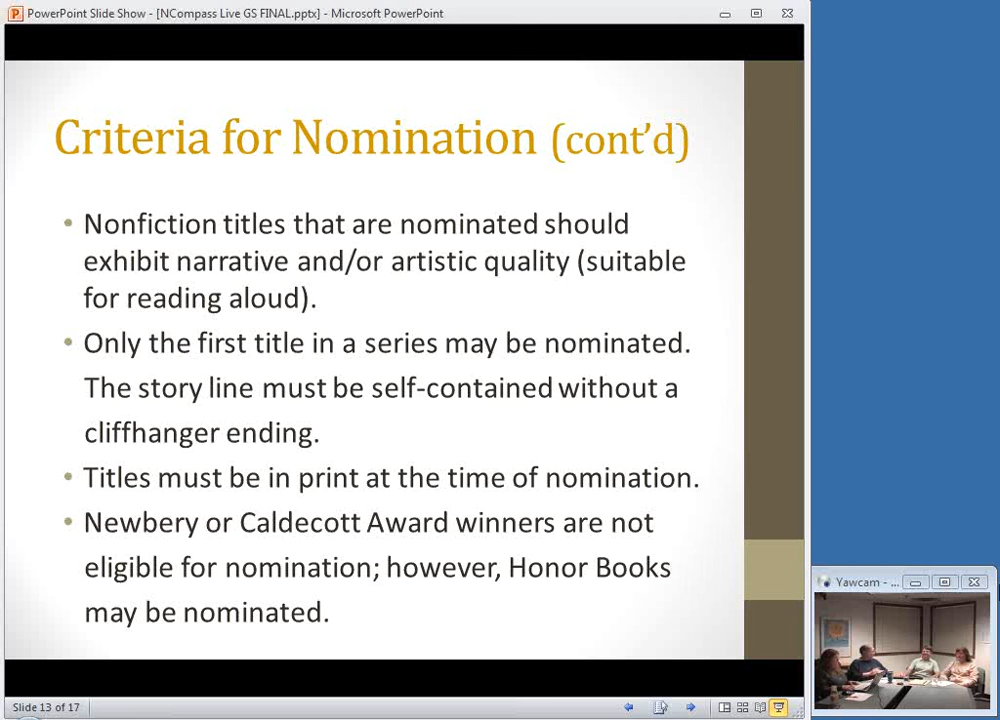 PowerPoint Slide Show - [NCompass Live GS FINAL.pptx] - Microsoft PowerPoint
Criteria for Nomination (cont’d)
• Nonfiction titles that are nominated should
exhibit narrative and/or artistic quality (suitable
for reading aloud).
• Only the first title in a series may be nominated.
The story line must be self-contained without a
cliffhanger ending.
• Titles must be in print at the time of nomination.
• Newbery or Caldecott Award winners are not
eligible for nomination; however, Honor Books
may be nominated.
Yawcam - ...
Slide 13 of 17